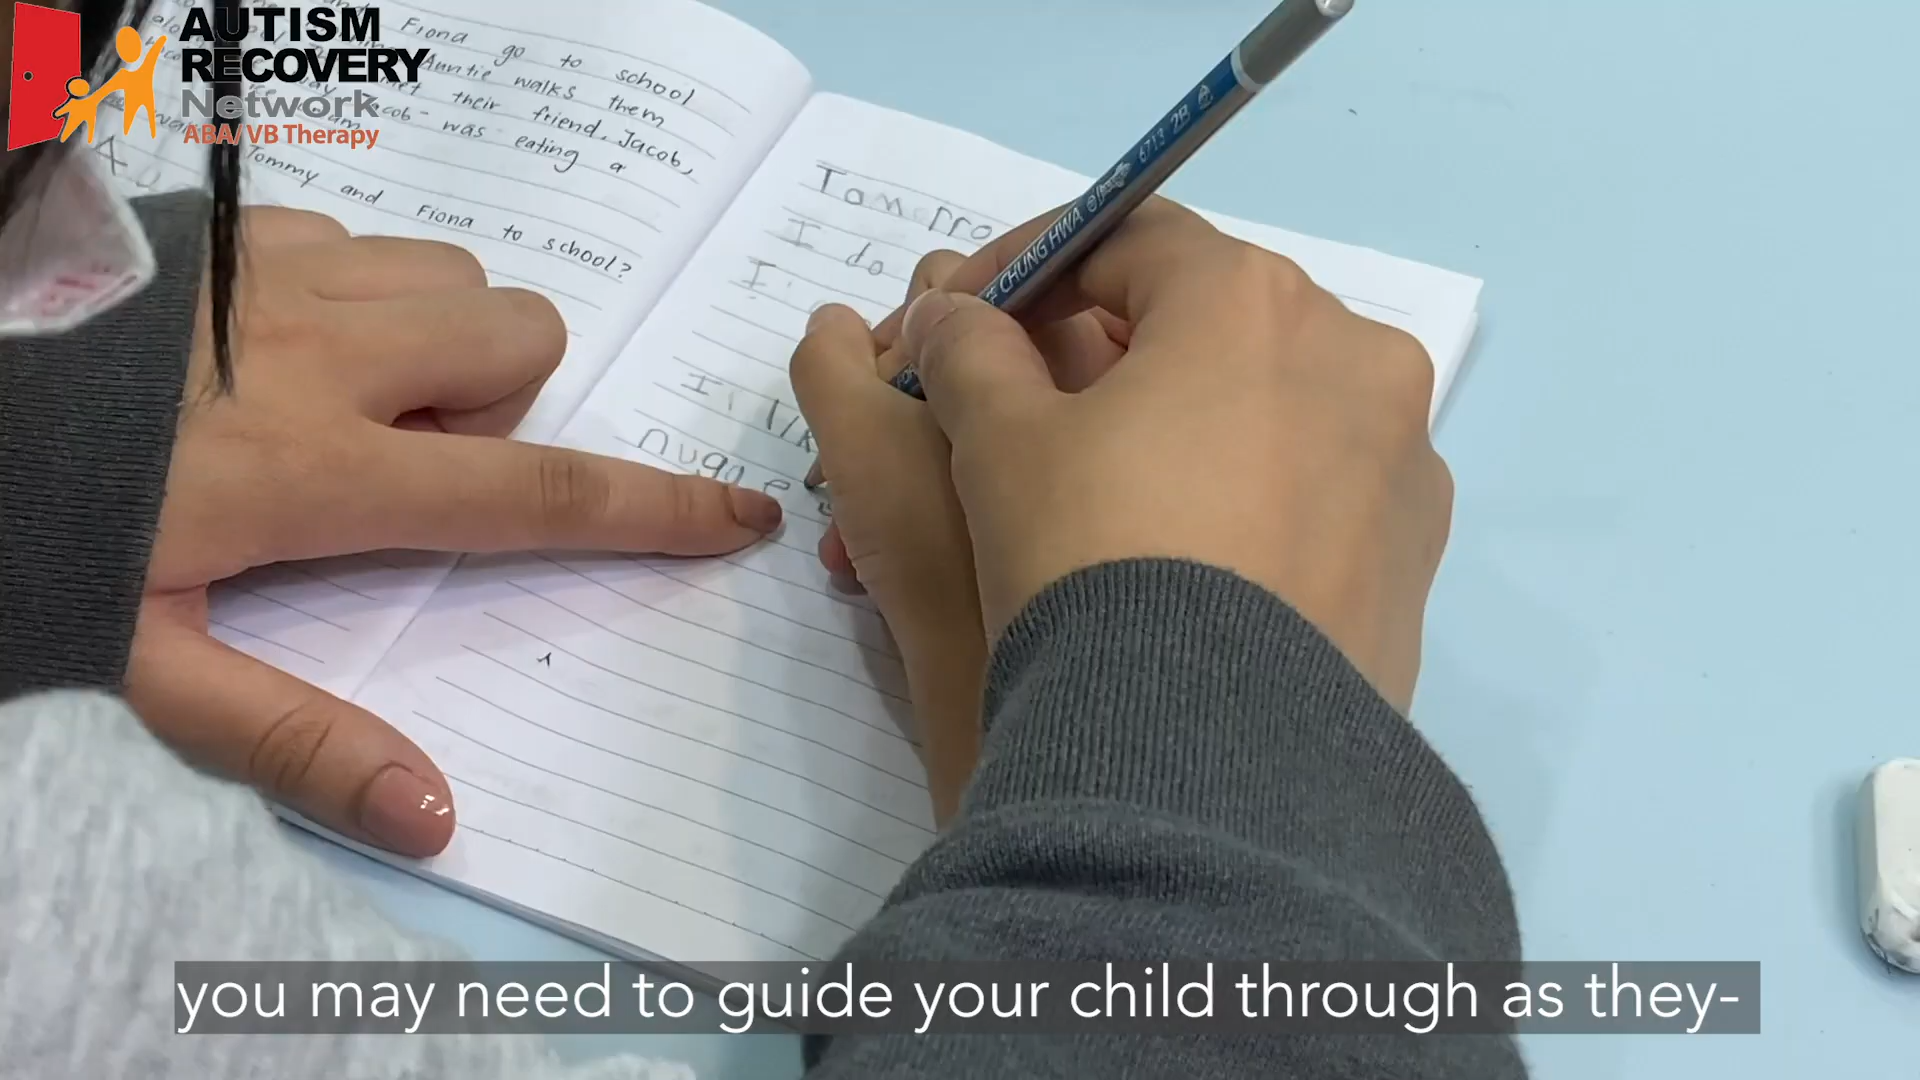 AUTISM
RECOVERY
Network
ABA/VB Therapy
Fiona go to school
Auntie walks them
met their friend, Jacob,
Jacob was eating a
Tommy and Fiona to school?
I do
I
I lik
nugge
CHUNG HWA 6713 2B
you may need to guide your child through as they-